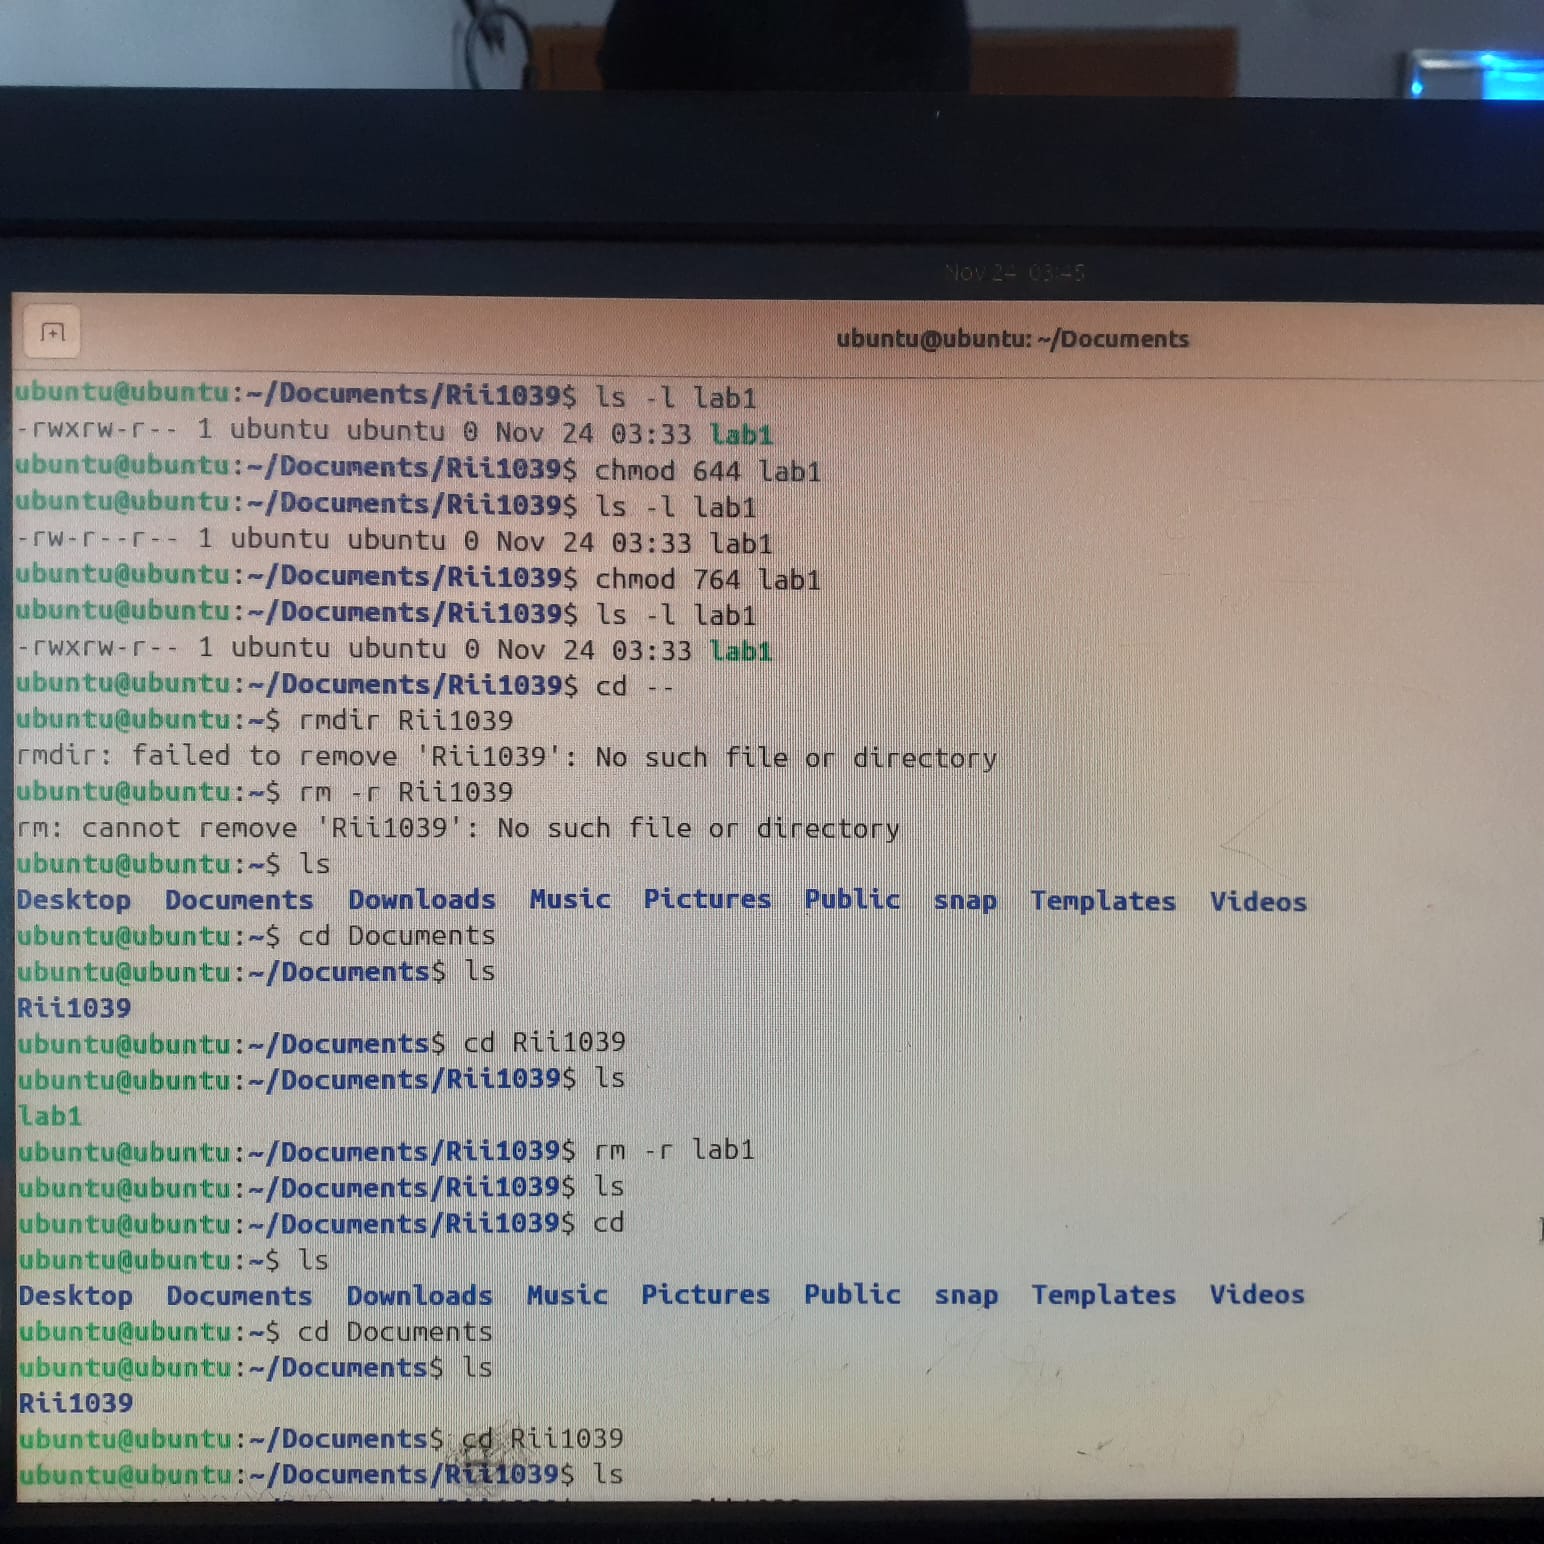 Nov 24 03:45
ubuntu@ubuntu: ~/Documents
ubuntu@ubuntu:~/Documents/Rii1039$ ls -l lab1
-rwxrw-r-- 1 ubuntu ubuntu 0 Nov 24 03:33 lab1
ubuntu@ubuntu:~/Documents/Rii1039$ chmod 644 lab1
ubuntu@ubuntu:~/Documents/Rii1039$ ls -l lab1
-rw-r--r-- 1 ubuntu ubuntu 0 Nov 24 03:33 lab1
ubuntu@ubuntu:~/Documents/Rii1039$ chmod 764 lab1
ubuntu@ubuntu:~/Documents/Rii1039$ ls -l lab1
-rwxrw-r-- 1 ubuntu ubuntu 0 Nov 24 03:33 lab1
ubuntu@ubuntu:~/Documents/Rii1039$ cd --
ubuntu@ubuntu:~$ rmdir Rii1039
rmdir: failed to remove 'Rii1039': No such file or directory
ubuntu@ubuntu:~$ rm -r Rii1039
rm: cannot remove 'Rii1039': No such file or directory
ubuntu@ubuntu:~$ ls
Desktop Documents Downloads Music Pictures Public snap Templates Videos
ubuntu@ubuntu:~$ cd Documents
ubuntu@ubuntu:~/Documents$ ls
Rii1039
ubuntu@ubuntu:~/Documents$ cd Rii1039
ubuntu@ubuntu:~/Documents/Rii1039$ ls
lab1
ubuntu@ubuntu:~/Documents/Rii1039$ rm -r lab1
ubuntu@ubuntu:~/Documents/Rii1039$ ls
ubuntu@ubuntu:~/Documents/Rii1039$ cd
ubuntu@ubuntu:~$ ls
Desktop Documents Downloads Music Pictures Public snap Templates Videos
ubuntu@ubuntu:~$ cd Documents
ubuntu@ubuntu:~/Documents$ ls
Rii1039
ubuntu@ubuntu:~/Documents$ cd Rii1039
ubuntu@ubuntu:~/Documents/Rii1039$ ls